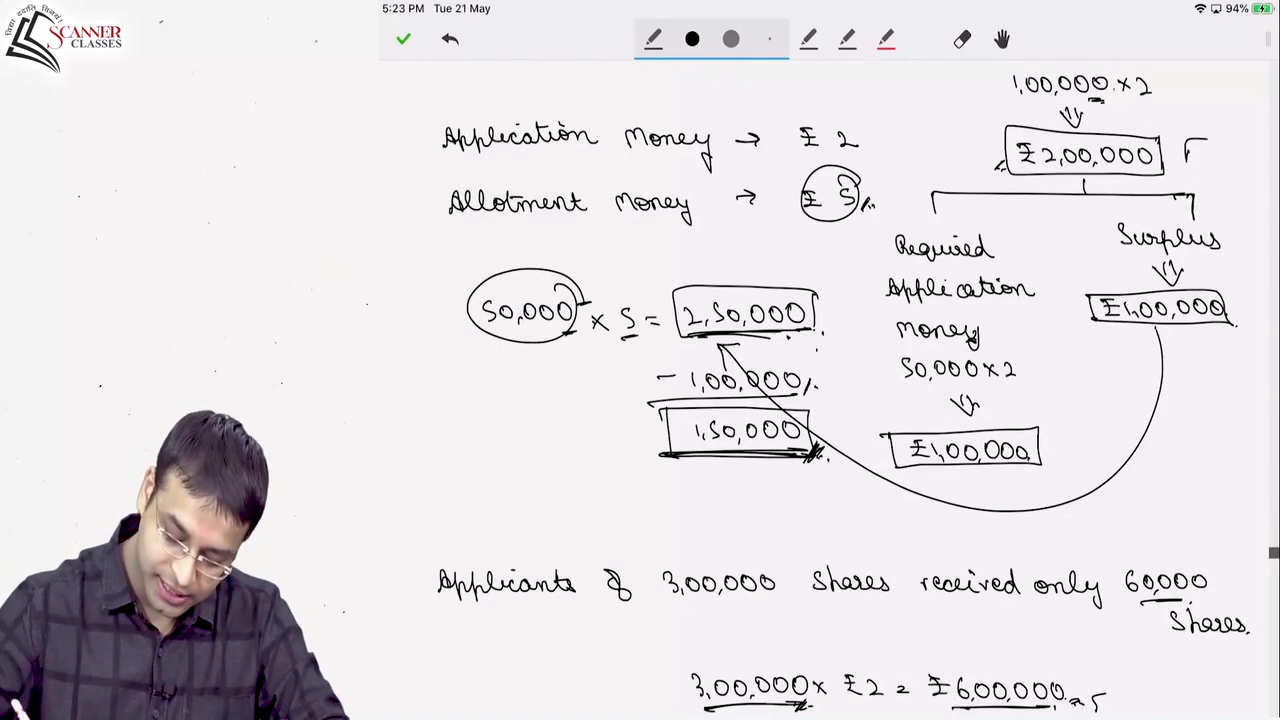 विद्या ददाति विनयं।
SCANNER
CLASSES
5:23 PM Tue 21 May
94%
1,00,000 × 2
₹ 2,00,000
Application Money → ₹ 2
Allotment Money → ₹ 5/-
Required
Application
Money
50,000 × 2
₹1,00,000
Surplus
₹1,00,000
50,000 × 5 = 2,50,000
- 1,00,000/-
1,50,000
Applicants of 3,00,000 shares received only 60,000
shares.
3,00,000 × ₹2 = ₹6,00,000